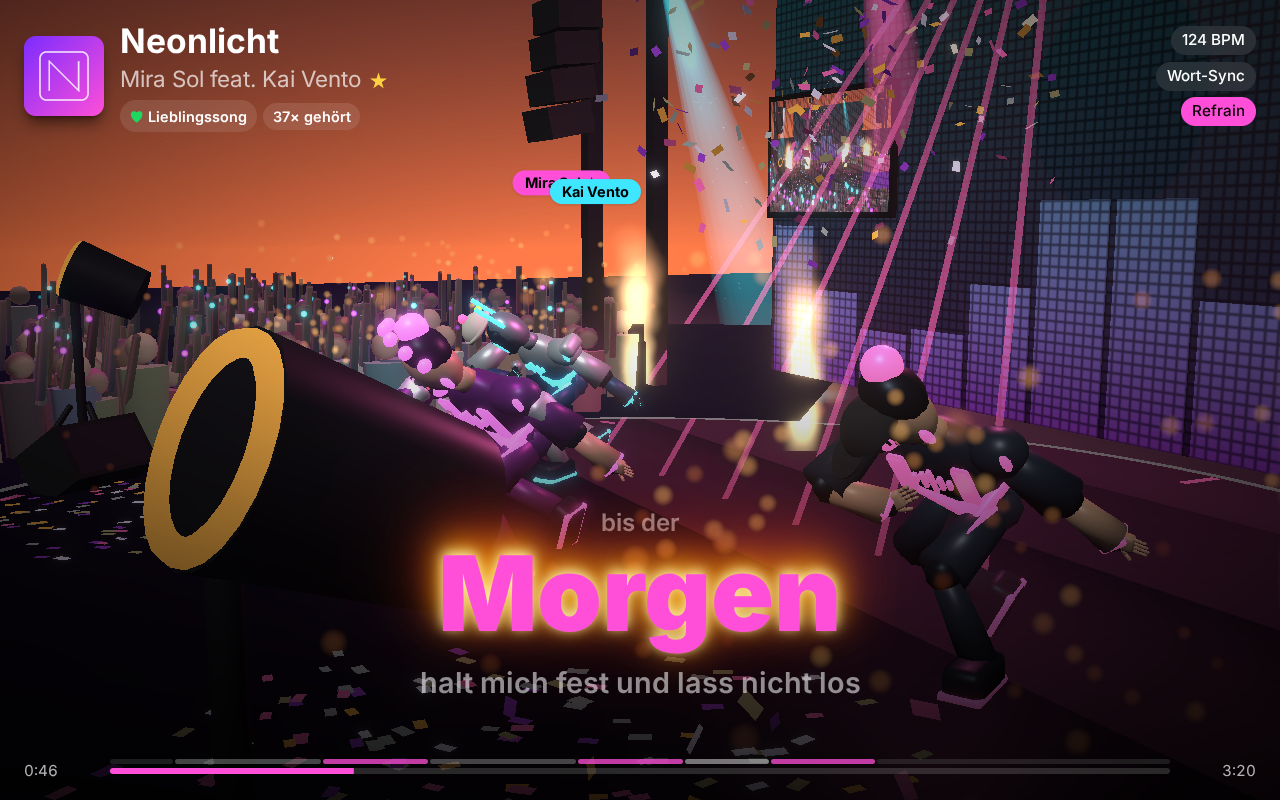 Neonlicht
Mira Sol feat. Kai Vento ★
Lieblingssong
37× gehört
124 BPM
Wort-Sync
Refrain
Mira
Kai Vento
bis der
Morgen
halt mich fest und lass nicht los
0:46
3:20